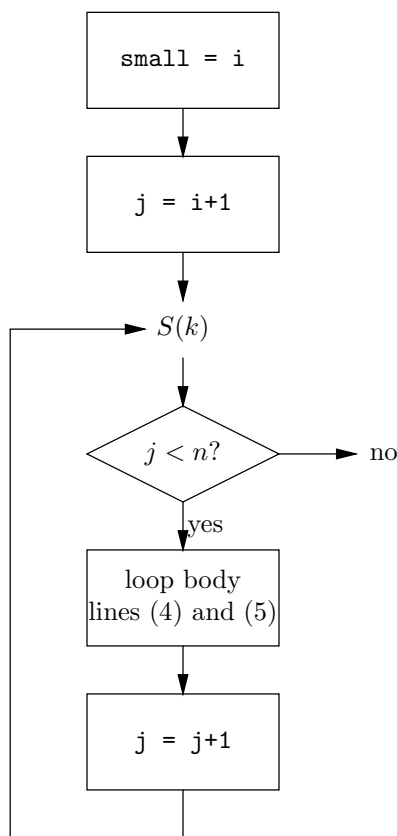 small = i
j = i+1
S(k)
j < n?
no
yes
loop body
lines (4) and (5)
j = j+1